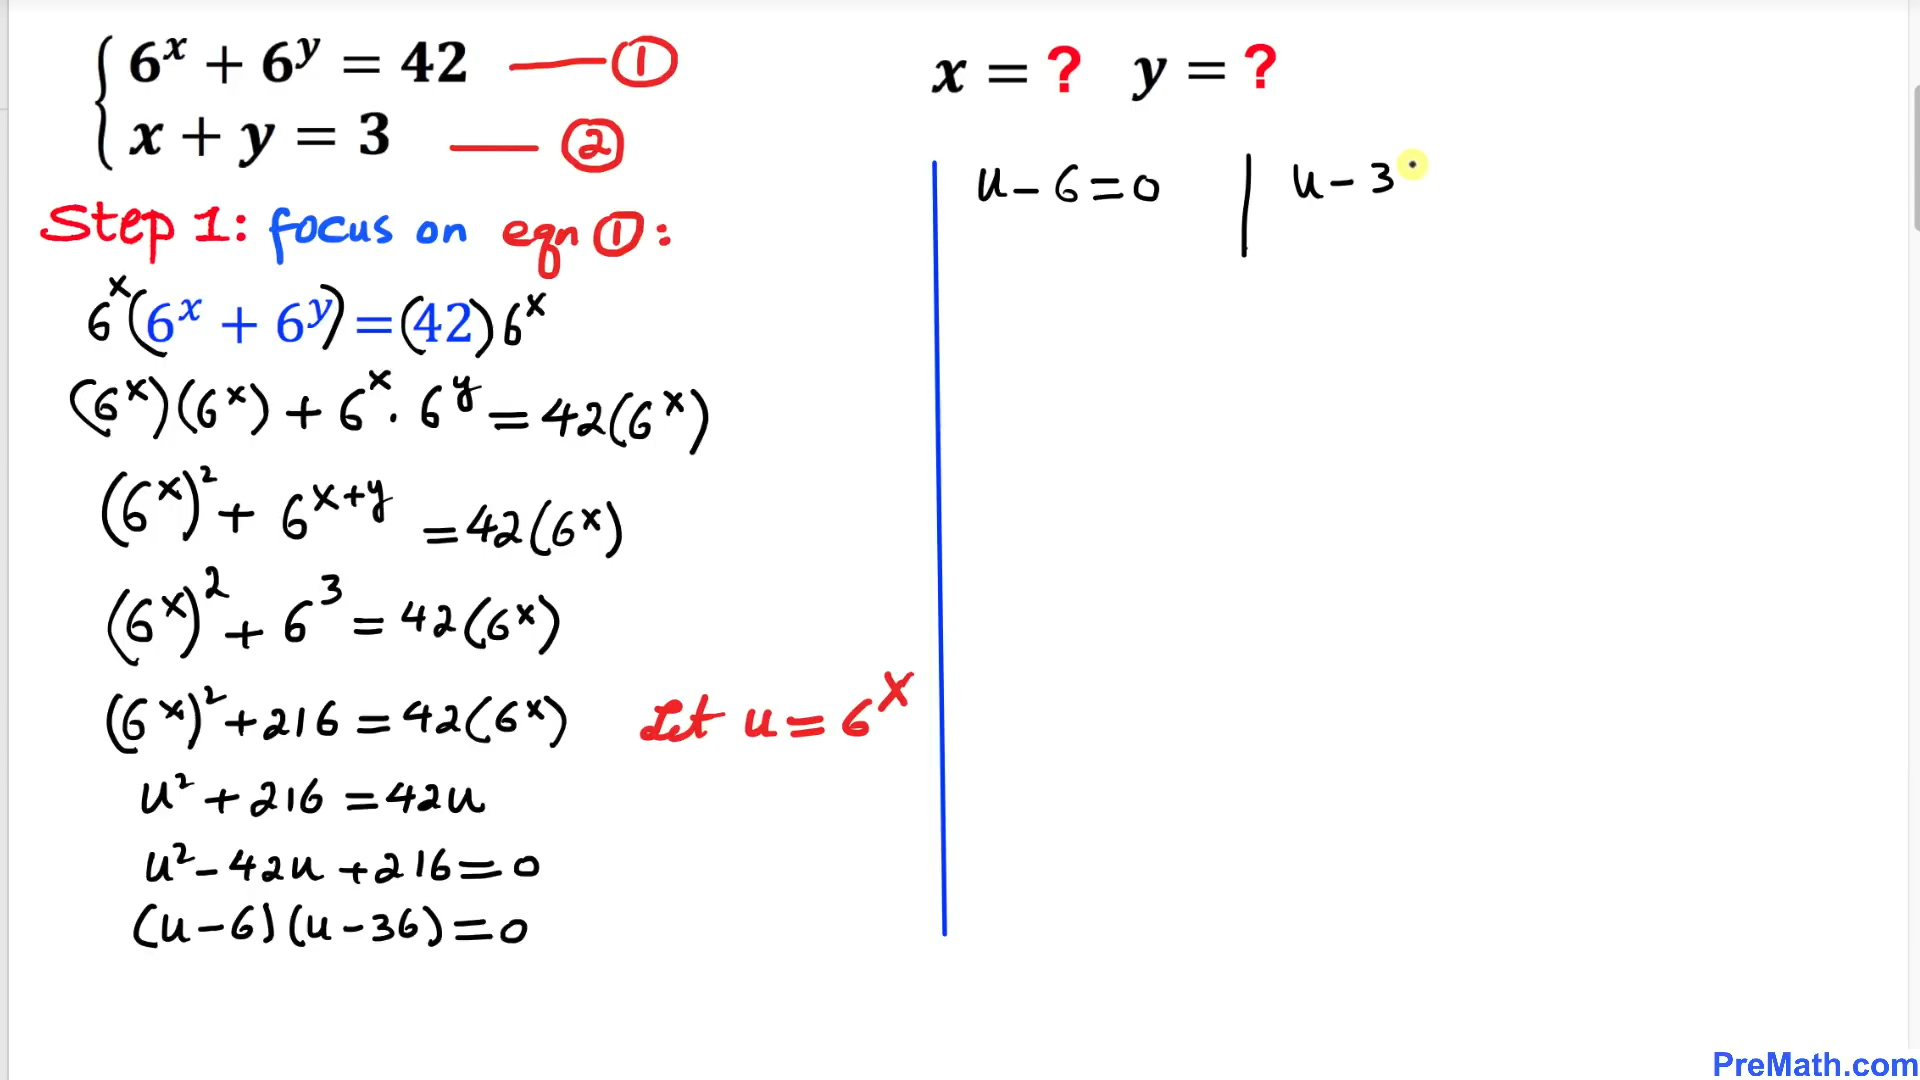 6^x + 6^y = 42 —— ①
x + y = 3 —— ②
Step 1: focus on eqn ①:
6^x(6^x + 6^y) = (42)6^x
(6^x)(6^x) + 6^x · 6^y = 42(6^x)
(6^x)^2 + 6^(x+y) = 42(6^x)
(6^x)^2 + 6^3 = 42(6^x)
(6^x)^2 + 216 = 42(6^x) Let u = 6^x
u^2 + 216 = 42u
u^2 - 42u + 216 = 0
(u - 6)(u - 36) = 0
x = ? y = ?
u - 6 = 0 | u - 3
PreMath.com